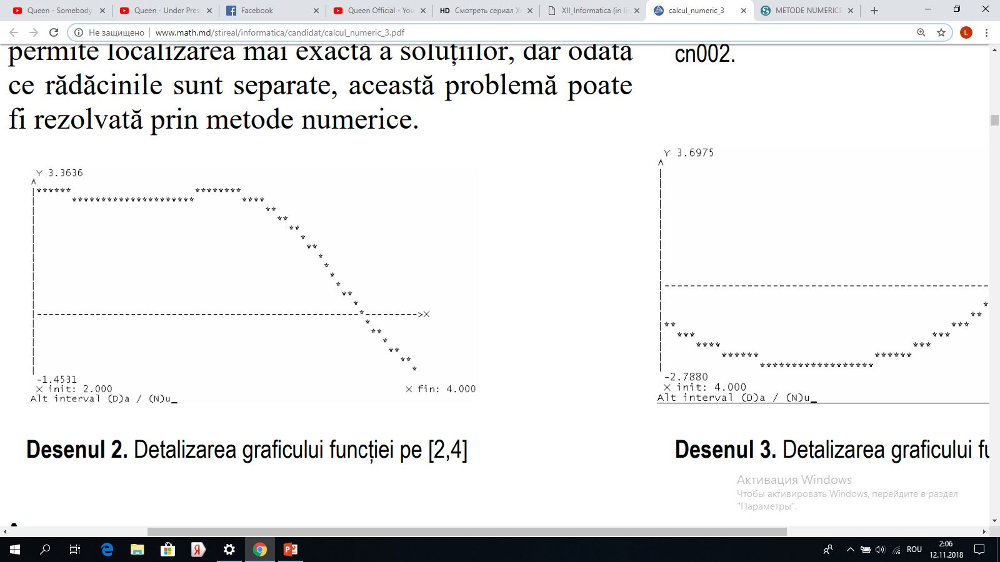 Queen - Somebody
Queen - Under Pres
Facebook
Queen Official - You
HD Смотреть сериал Х
XII_Informatica (in li
calcul_numeric_3
METODE NUMERICE
Не защищено
www.math.md/stireal/informatica/candidat/calcul_numeric_3.pdf
L
permite localizarea mai exactă a soluțiilor, dar odată
ce rădăcinile sunt separate, această problemă poate
fi rezolvată prin metode numerice.
cn002.
Y 3.3636
>X
-1.4531
X init: 2.000
X fin: 4.000
Alt interval (D)a / (N)u_
Desenul 2. Detalizarea graficului funcției pe [2,4]
Y 3.6975
-2.7880
X init: 4.000
Alt interval (D)a / (N)u_
Desenul 3. Detalizarea graficului fu
Активация Windows
Чтобы активировать Windows, перейдите в раздел
"Параметры".
ROU
2:06
12.11.2018